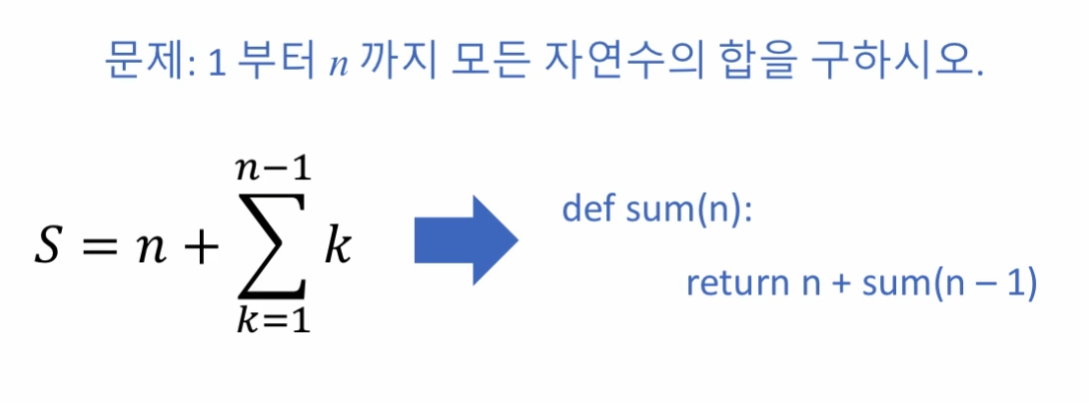 문제: 1 부터 n 까지 모든 자연수의 합을 구하시오.
S = n + \sum_{k=1}^{n-1} k
def sum(n):
return n + sum(n – 1)